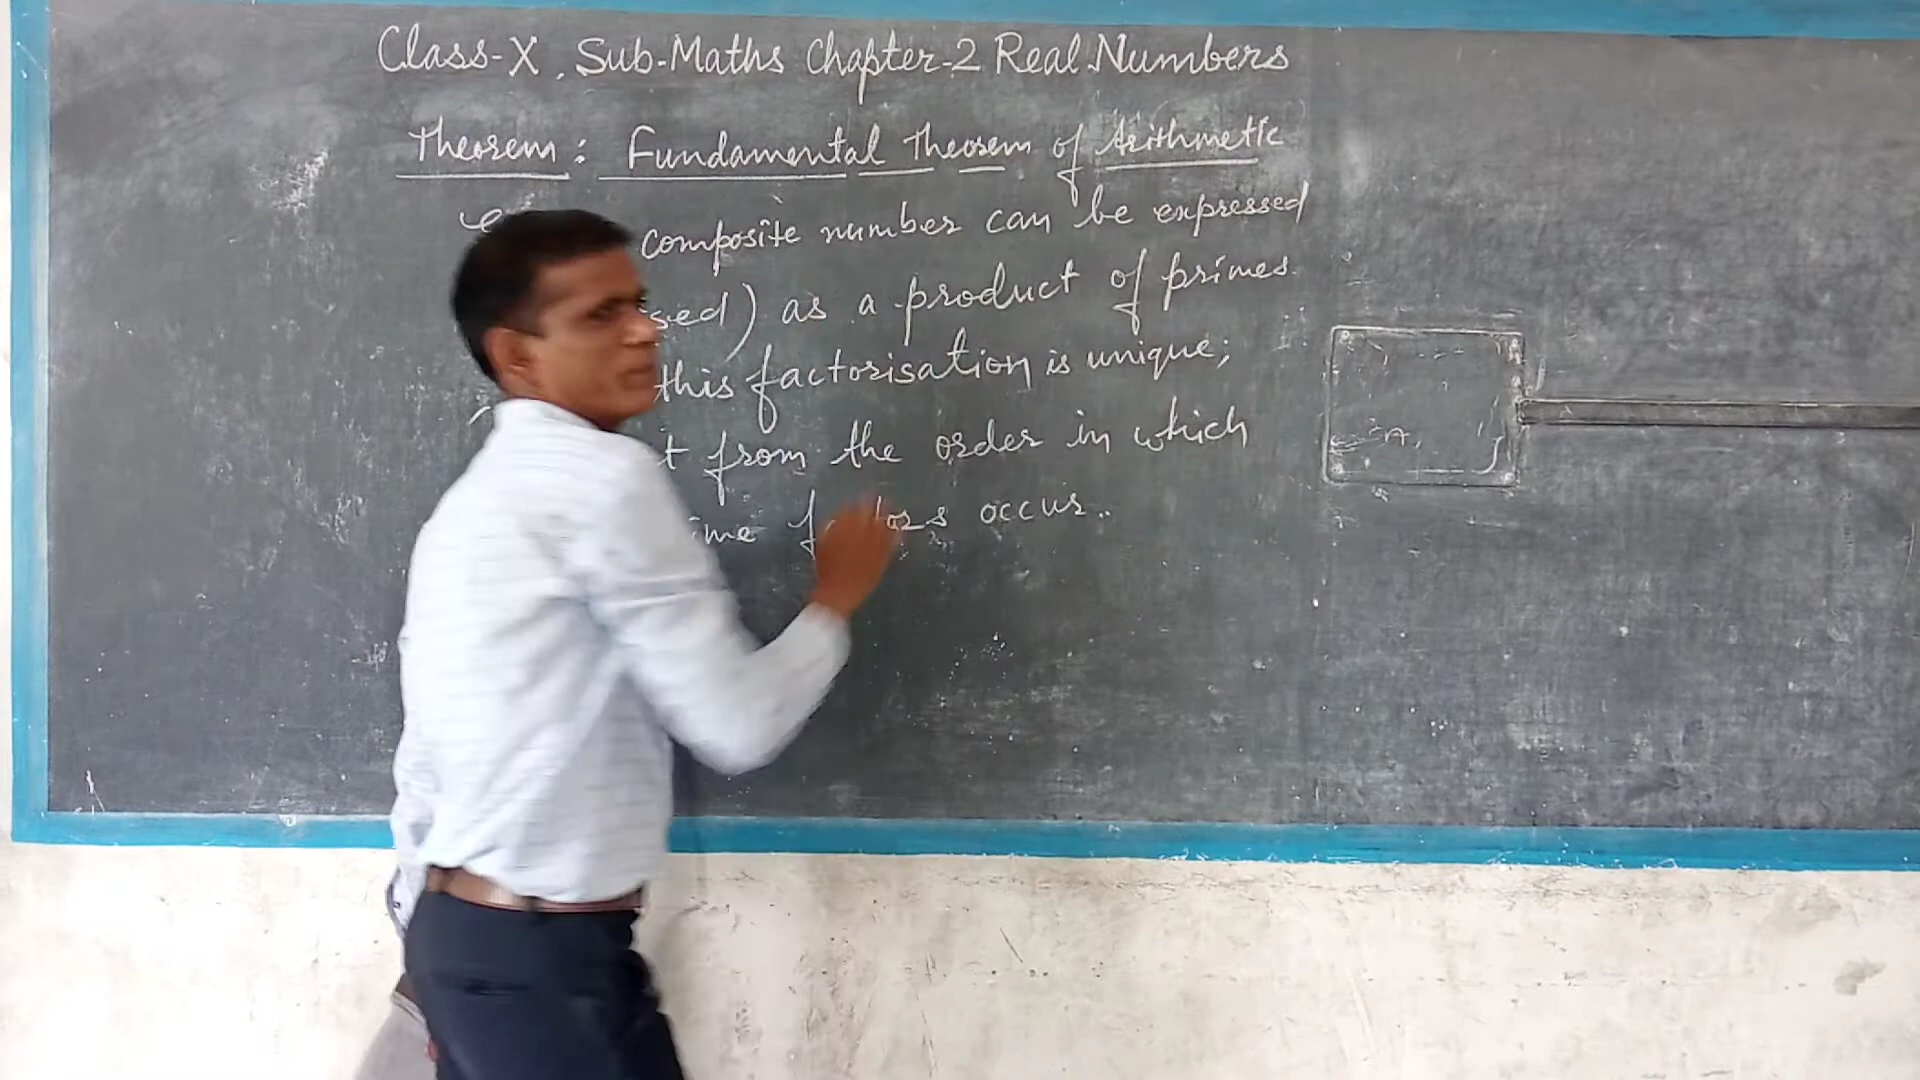 Class-X, Sub-Maths Chapter-2 Real Numbers
Theorem: Fundamental Theorem of Arithmetic
composite number can be expressed
sed) as a product of primes
this factorisation is unique;
t from the order in which
ime factors occur.